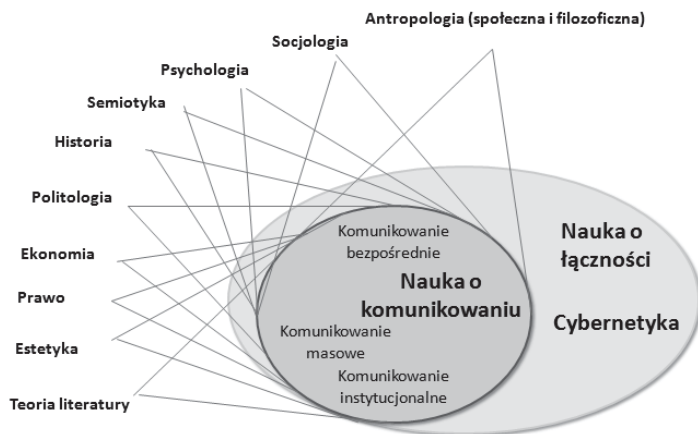 Antropologia (społeczna i filozoficzna)
Socjologia
Psychologia
Semiotyka
Historia
Politologia
Ekonomia
Prawo
Estetyka
Teoria literatury
Komunikowanie
bezpośrednie
Nauka o
komunikowaniu
Komunikowanie
masowe
Komunikowanie
instytucjonalne
Nauka o
łączności
Cybernetyka